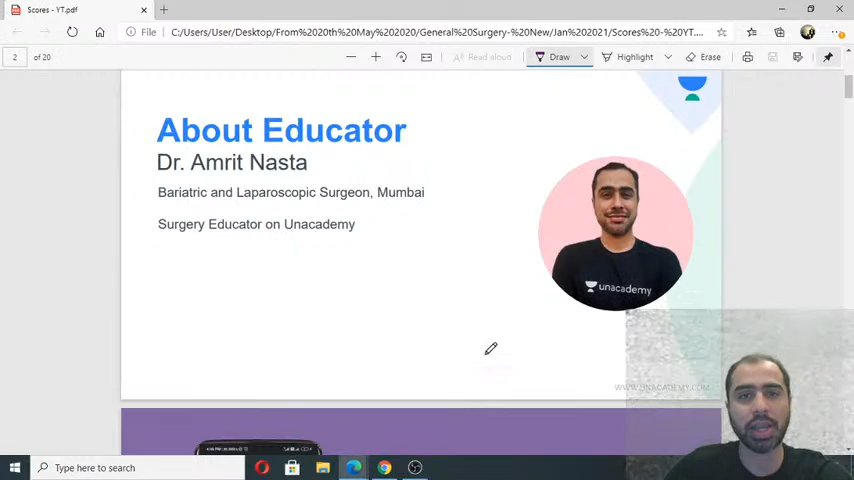 Scores - YT.pdf
File
C:/Users/User/Desktop/From%2020th%20May%202020/General%20Surgery-%20New/Jan%202021/Scores%20-%20YT....
2 of 20
Read aloud
Draw
Highlight
Erase
About Educator
Dr. Amrit Nasta
Bariatric and Laparoscopic Surgeon, Mumbai
Surgery Educator on Unacademy
unacademy
WWW.UNACADEMY.COM
Type here to search